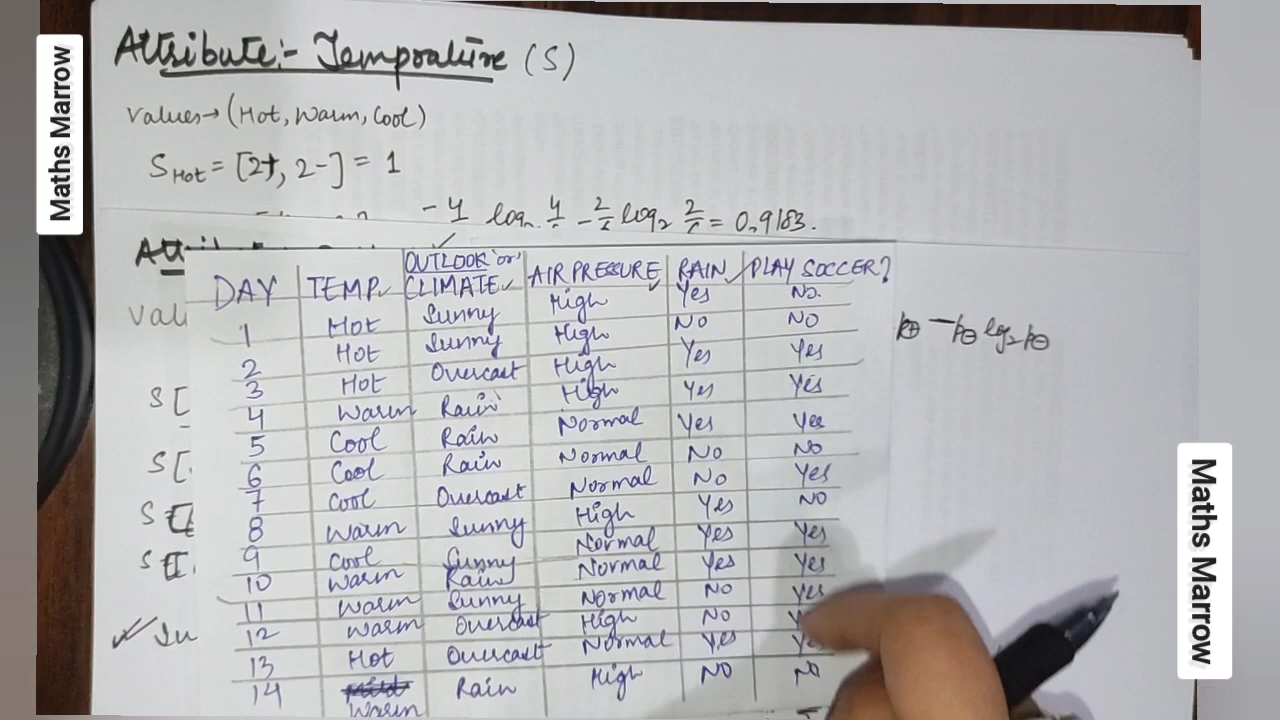 Attribute:- Temprature (S)
Values→ (Hot, Warm, Cool)
S Hot = [2+, 2-] = 1
-4 log 4 - 2 log2 2 = 0.9183.
Att
Val
S [
S [
S [
S [
Maths Marrow
DAY TEMP. OUTLOOK or CLIMATE AIR PRESSURE RAIN PLAY SOCCER?
1 Hot Sunny High Yes No.
2 Hot Sunny High No No
3 Hot Overcast High Yes Yes
4 Warm Rain High Yes Yes
5 Cool Rain Normal Yes Yes
6 Cool Rain Normal No No
7 Cool Overcast Normal No Yes
8 Warm Sunny High Yes NO
9 Cool Sunny Normal Yes Yes
10 Warm Rain Normal Yes Yes
11 Warm Sunny Normal No Yes
12 Warm Overcast High No
13 Hot Overcast Normal Yes
14 Warm Rain High NO NO
p⊕ - p⊖ log2 p⊖
Maths Marrow